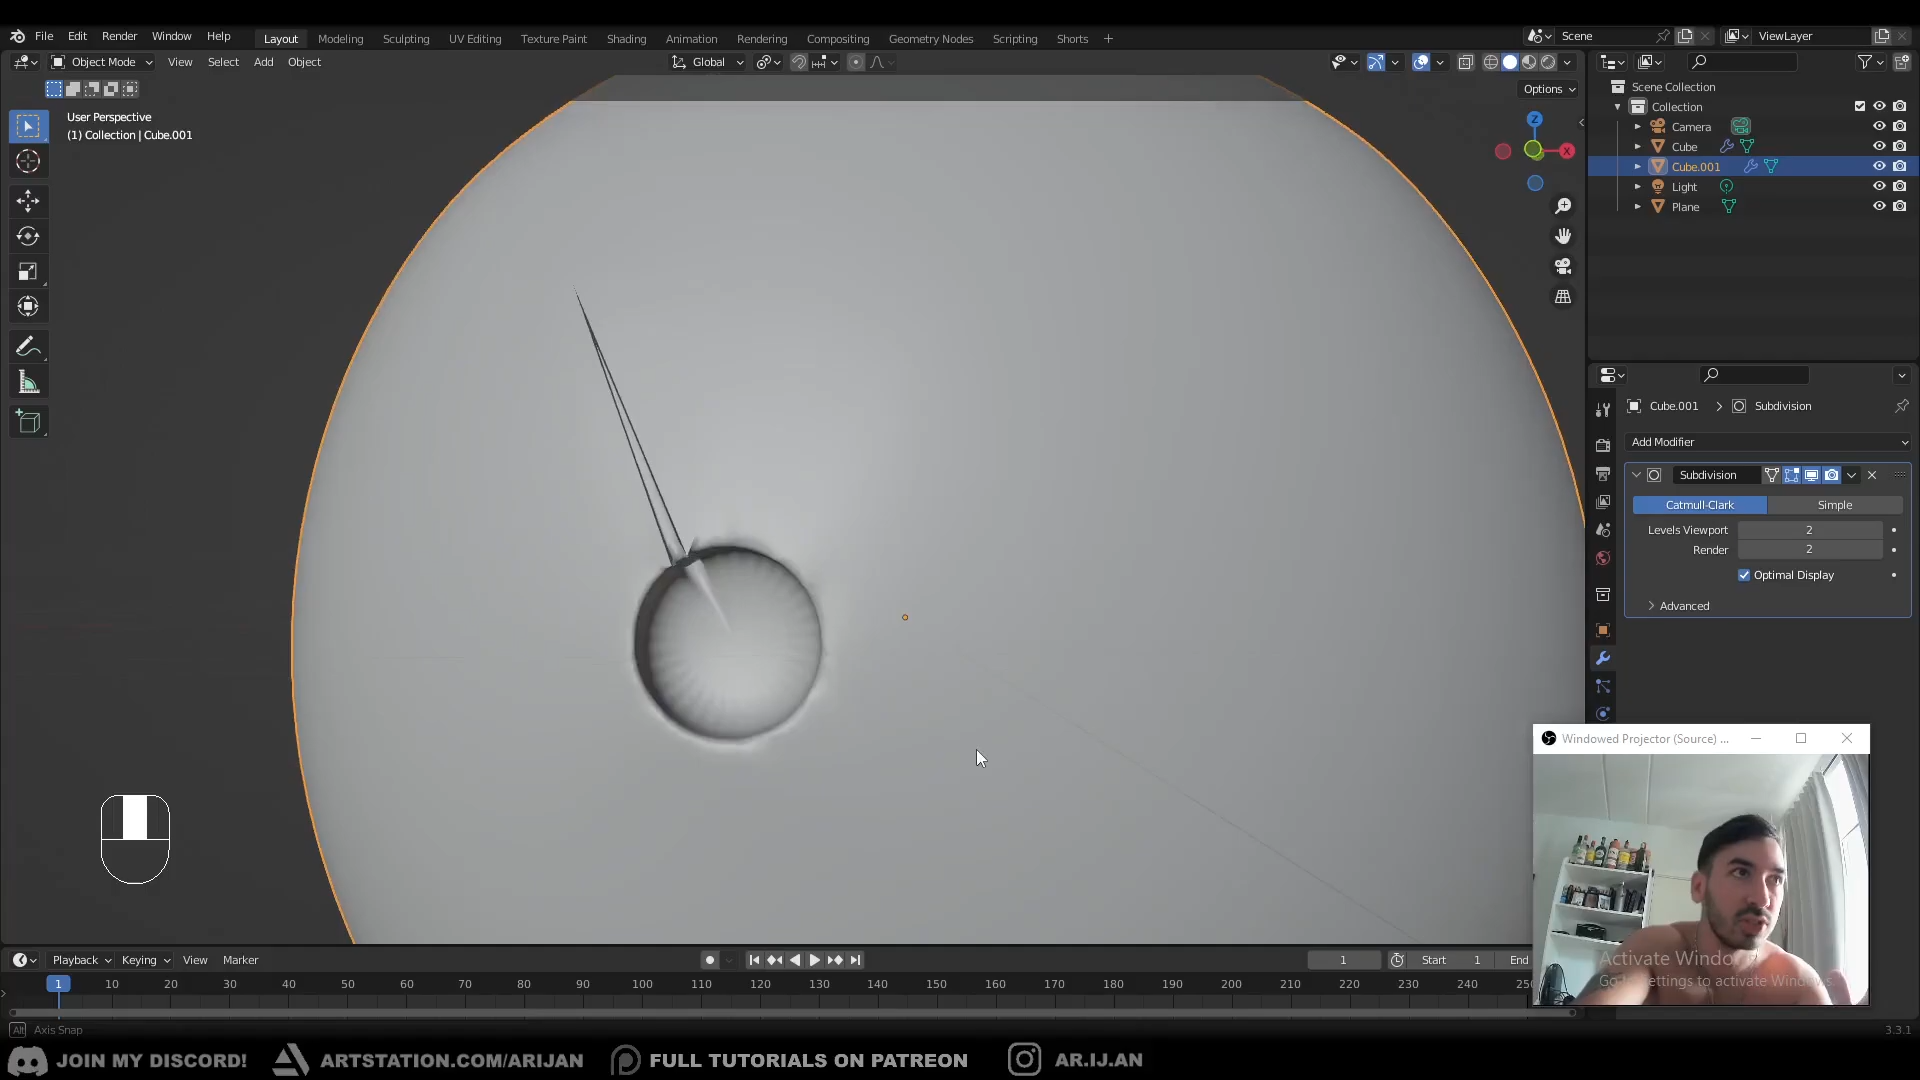 File Edit Render Window Help Layout Modeling Sculpting UV Editing Texture Paint Shading Animation Rendering Compositing Geometry Nodes Scripting Shorts + Scene ViewLayer
Object Mode View Select Add Object Global
Options
User Perspective
(1) Collection | Cube.001
Z
X
Scene Collection
Collection
Camera
Cube
Cube.001
Light
Plane
Cube.001 > Subdivision
Add Modifier
Subdivision
Catmull-Clark Simple
Levels Viewport 2
Render 2
Optimal Display
Advanced
Windowed Projector (Source) ...
Activate Windo
Go to Settings to activate Windows.
Playback Keying View Marker 1 Start 1 End
1 10 20 30 40 50 60 70 80 90 100 110 120 130 140 150 160 170 180 190 200 210 220 230 240 250
Alt Axis Snap
3.3.1
JOIN MY DISCORD! ARTSTATION.COM/ARIJAN FULL TUTORIALS ON PATREON AR.IJ.AN